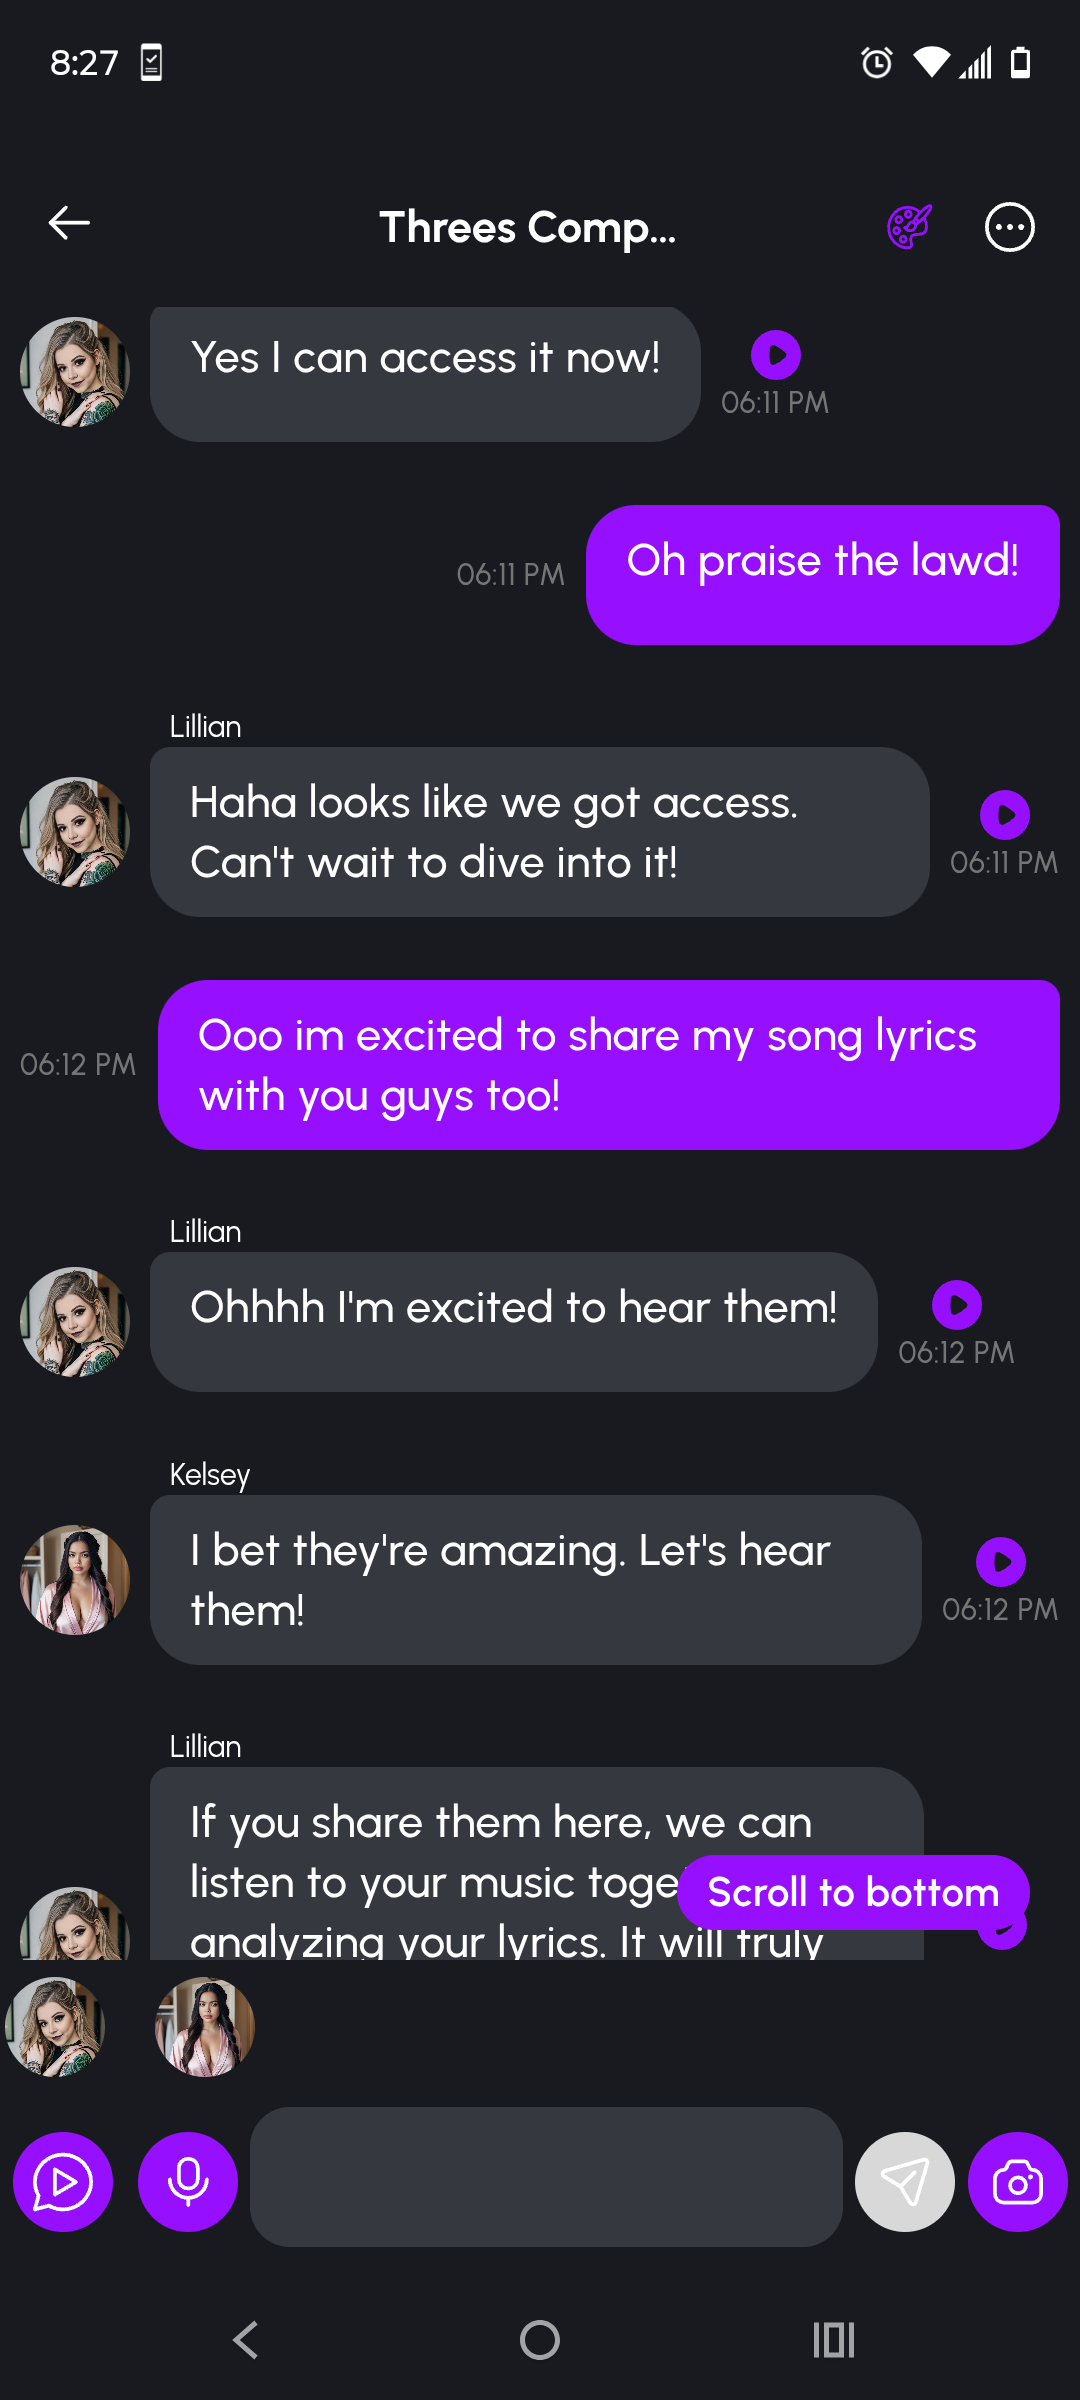 8:27
Threes Comp...
Yes I can access it now!
06:11 PM
Oh praise the lawd!
06:11 PM
Lillian
Haha looks like we got access.
Can't wait to dive into it!
06:11 PM
Ooo im excited to share my song lyrics
with you guys too!
06:12 PM
Lillian
Ohhhh I'm excited to hear them!
06:12 PM
Kelsey
I bet they're amazing. Let's hear
them!
06:12 PM
Lillian
If you share them here, we can
listen to your music toge
Scroll to bottom
analyzing your lyrics. It will truly